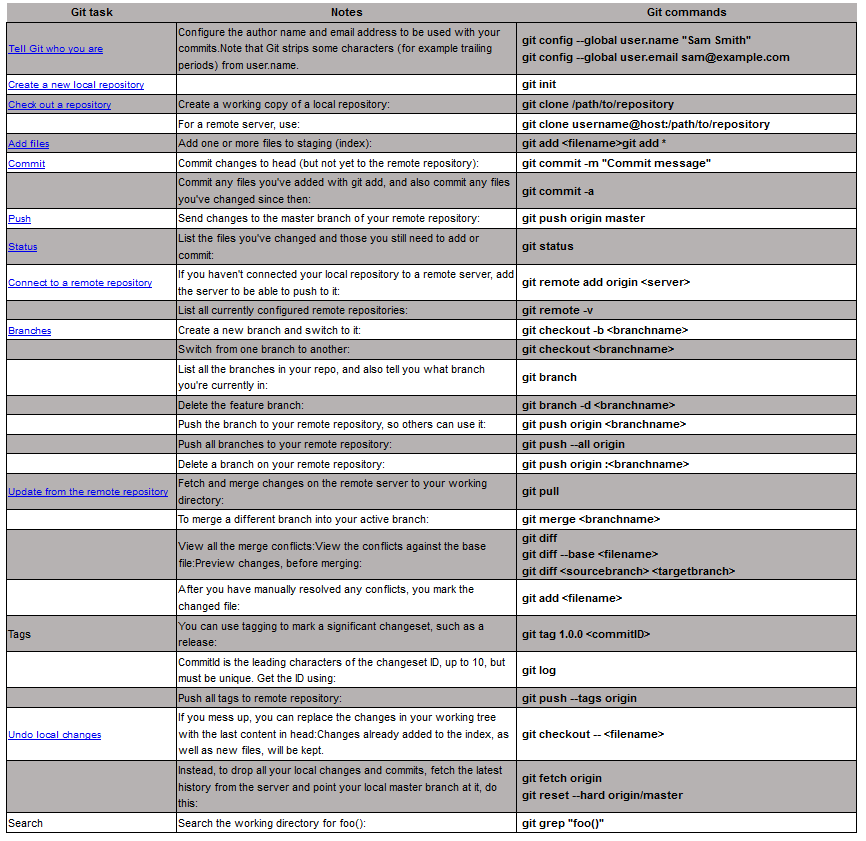 Git task Notes Git commands
Tell Git who you are
Configure the author name and email address to be used with your
commits.Note that Git strips some characters (for example trailing
periods) from user.name.
git config --global user.name "Sam Smith"
git config --global user.email sam@example.com
Create a new local repository
git init
Check out a repository
Create a working copy of a local repository:
git clone /path/to/repository
For a remote server, use:
git clone username@host:/path/to/repository
Add files
Add one or more files to staging (index):
git add <filename>git add *
Commit
Commit changes to head (but not yet to the remote repository):
git commit -m "Commit message"
Commit any files you've added with git add, and also commit any files
you've changed since then:
git commit -a
Push
Send changes to the master branch of your remote repository:
git push origin master
Status
List the files you've changed and those you still need to add or
commit:
git status
Connect to a remote repository
If you haven't connected your local repository to a remote server, add
the server to be able to push to it:
git remote add origin <server>
List all currently configured remote repositories:
git remote -v
Branches
Create a new branch and switch to it:
git checkout -b <branchname>
Switch from one branch to another:
git checkout <branchname>
List all the branches in your repo, and also tell you what branch
you're currently in:
git branch
Delete the feature branch:
git branch -d <branchname>
Push the branch to your remote repository, so others can use it:
git push origin <branchname>
Push all branches to your remote repository:
git push --all origin
Delete a branch on your remote repository:
git push origin :<branchname>
Update from the remote repository
Fetch and merge changes on the remote server to your working
directory:
git pull
To merge a different branch into your active branch:
git merge <branchname>
View all the merge conflicts:View the conflicts against the base
file:Preview changes, before merging:
git diff
git diff --base <filename>
git diff <sourcebranch> <targetbranch>
After you have manually resolved any conflicts, you mark the
changed file:
git add <filename>
Tags
You can use tagging to mark a significant changeset, such as a
release:
git tag 1.0.0 <commitID>
CommitId is the leading characters of the changeset ID, up to 10, but
must be unique. Get the ID using:
git log
Push all tags to remote repository:
git push --tags origin
Undo local changes
If you mess up, you can replace the changes in your working tree
with the last content in head:Changes already added to the index, as
well as new files, will be kept.
git checkout -- <filename>
Instead, to drop all your local changes and commits, fetch the latest
history from the server and point your local master branch at it, do
this:
git fetch origin
git reset --hard origin/master
Search
Search the working directory for foo():
git grep "foo()"